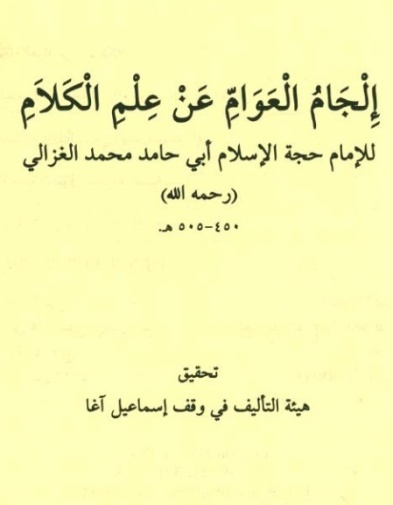 إِلْجَامُ الْعَوَامِّ عَنْ عِلْمِ الْكَلَامِ
للإمام حجة الإسلام أبي حامد محمد الغزالي
(رحمه الله)
٤٥٠-٥٠٥ هـ.
تحقيق
هيئة التأليف في وقف إسماعيل آغا